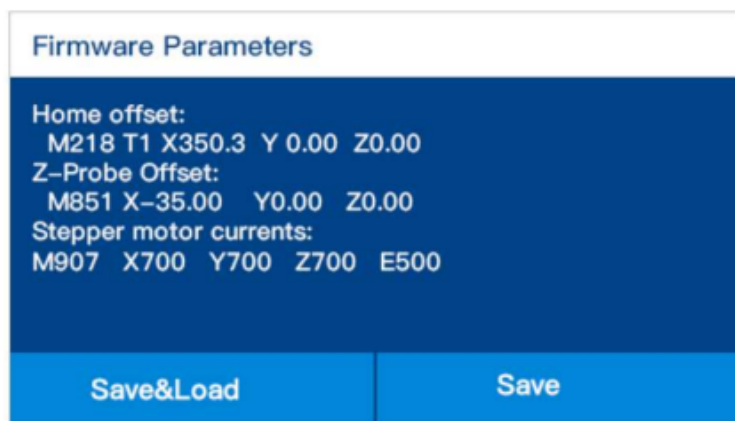 Firmware Parameters
Home offset:
M218 T1 X350.3 Y 0.00 Z0.00
Z-Probe Offset:
M851 X-35.00 Y0.00 Z0.00
Stepper motor currents:
M907 X700 Y700 Z700 E500
Save&Load
Save